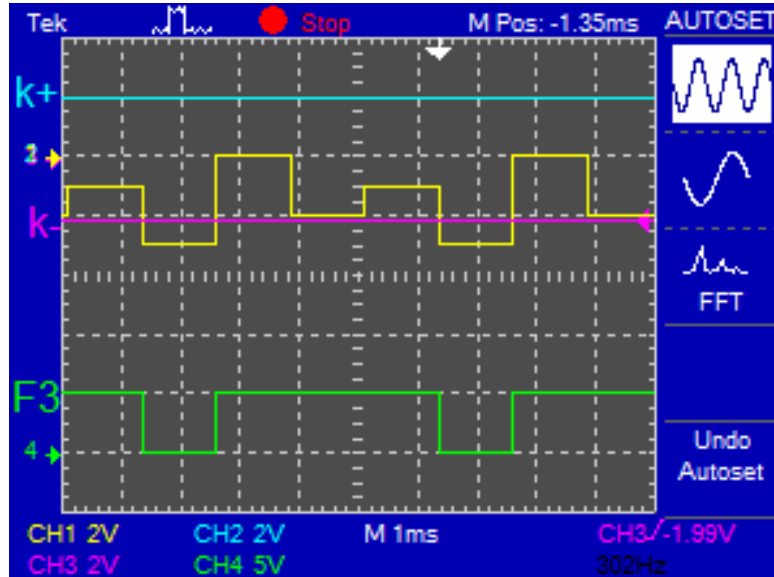 Tek Stop M Pos: -1.35ms AUTOSET
k+
2
k-
FFT
F3
4
Undo
Autoset
CH1 2V CH2 2V M 1ms CH3/-1.99V
CH3 2V CH4 5V 302Hz